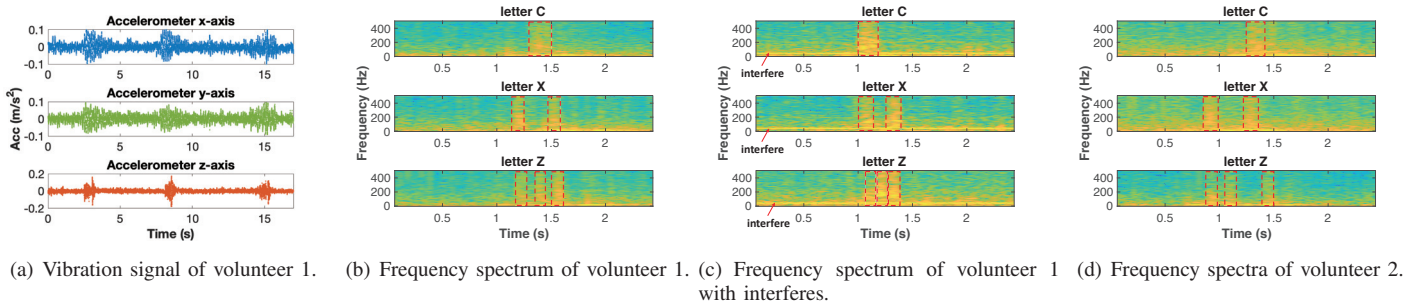 Accelerometer x-axis
0.1
0
-0.1
0 5 10 15
Accelerometer y-axis
0.1
0
-0.1
0 5 10 15
Acc (m/s²)
Accelerometer z-axis
0.2
0
-0.2
0 5 10 15
Time (s)
(a) Vibration signal of volunteer 1.
letter C
400
200
0
0.5 1 1.5 2
letter X
400
200
0
0.5 1 1.5 2
Frequency (Hz)
letter Z
400
200
0
0.5 1 1.5 2
Time (s)
(b) Frequency spectrum of volunteer 1.
letter C
400
200
0
interfere
0.5 1 1.5 2
letter X
400
200
0
interfere
0.5 1 1.5 2
Frequency (Hz)
letter Z
400
200
0
interfere
0.5 1 1.5 2
Time (s)
(c) Frequency spectrum of volunteer 1
with interferes.
letter C
400
200
0
0.5 1 1.5 2
letter X
400
200
0
0.5 1 1.5 2
Frequency (Hz)
letter Z
400
200
0
0.5 1 1.5 2
Time (s)
(d) Frequency spectra of volunteer 2.